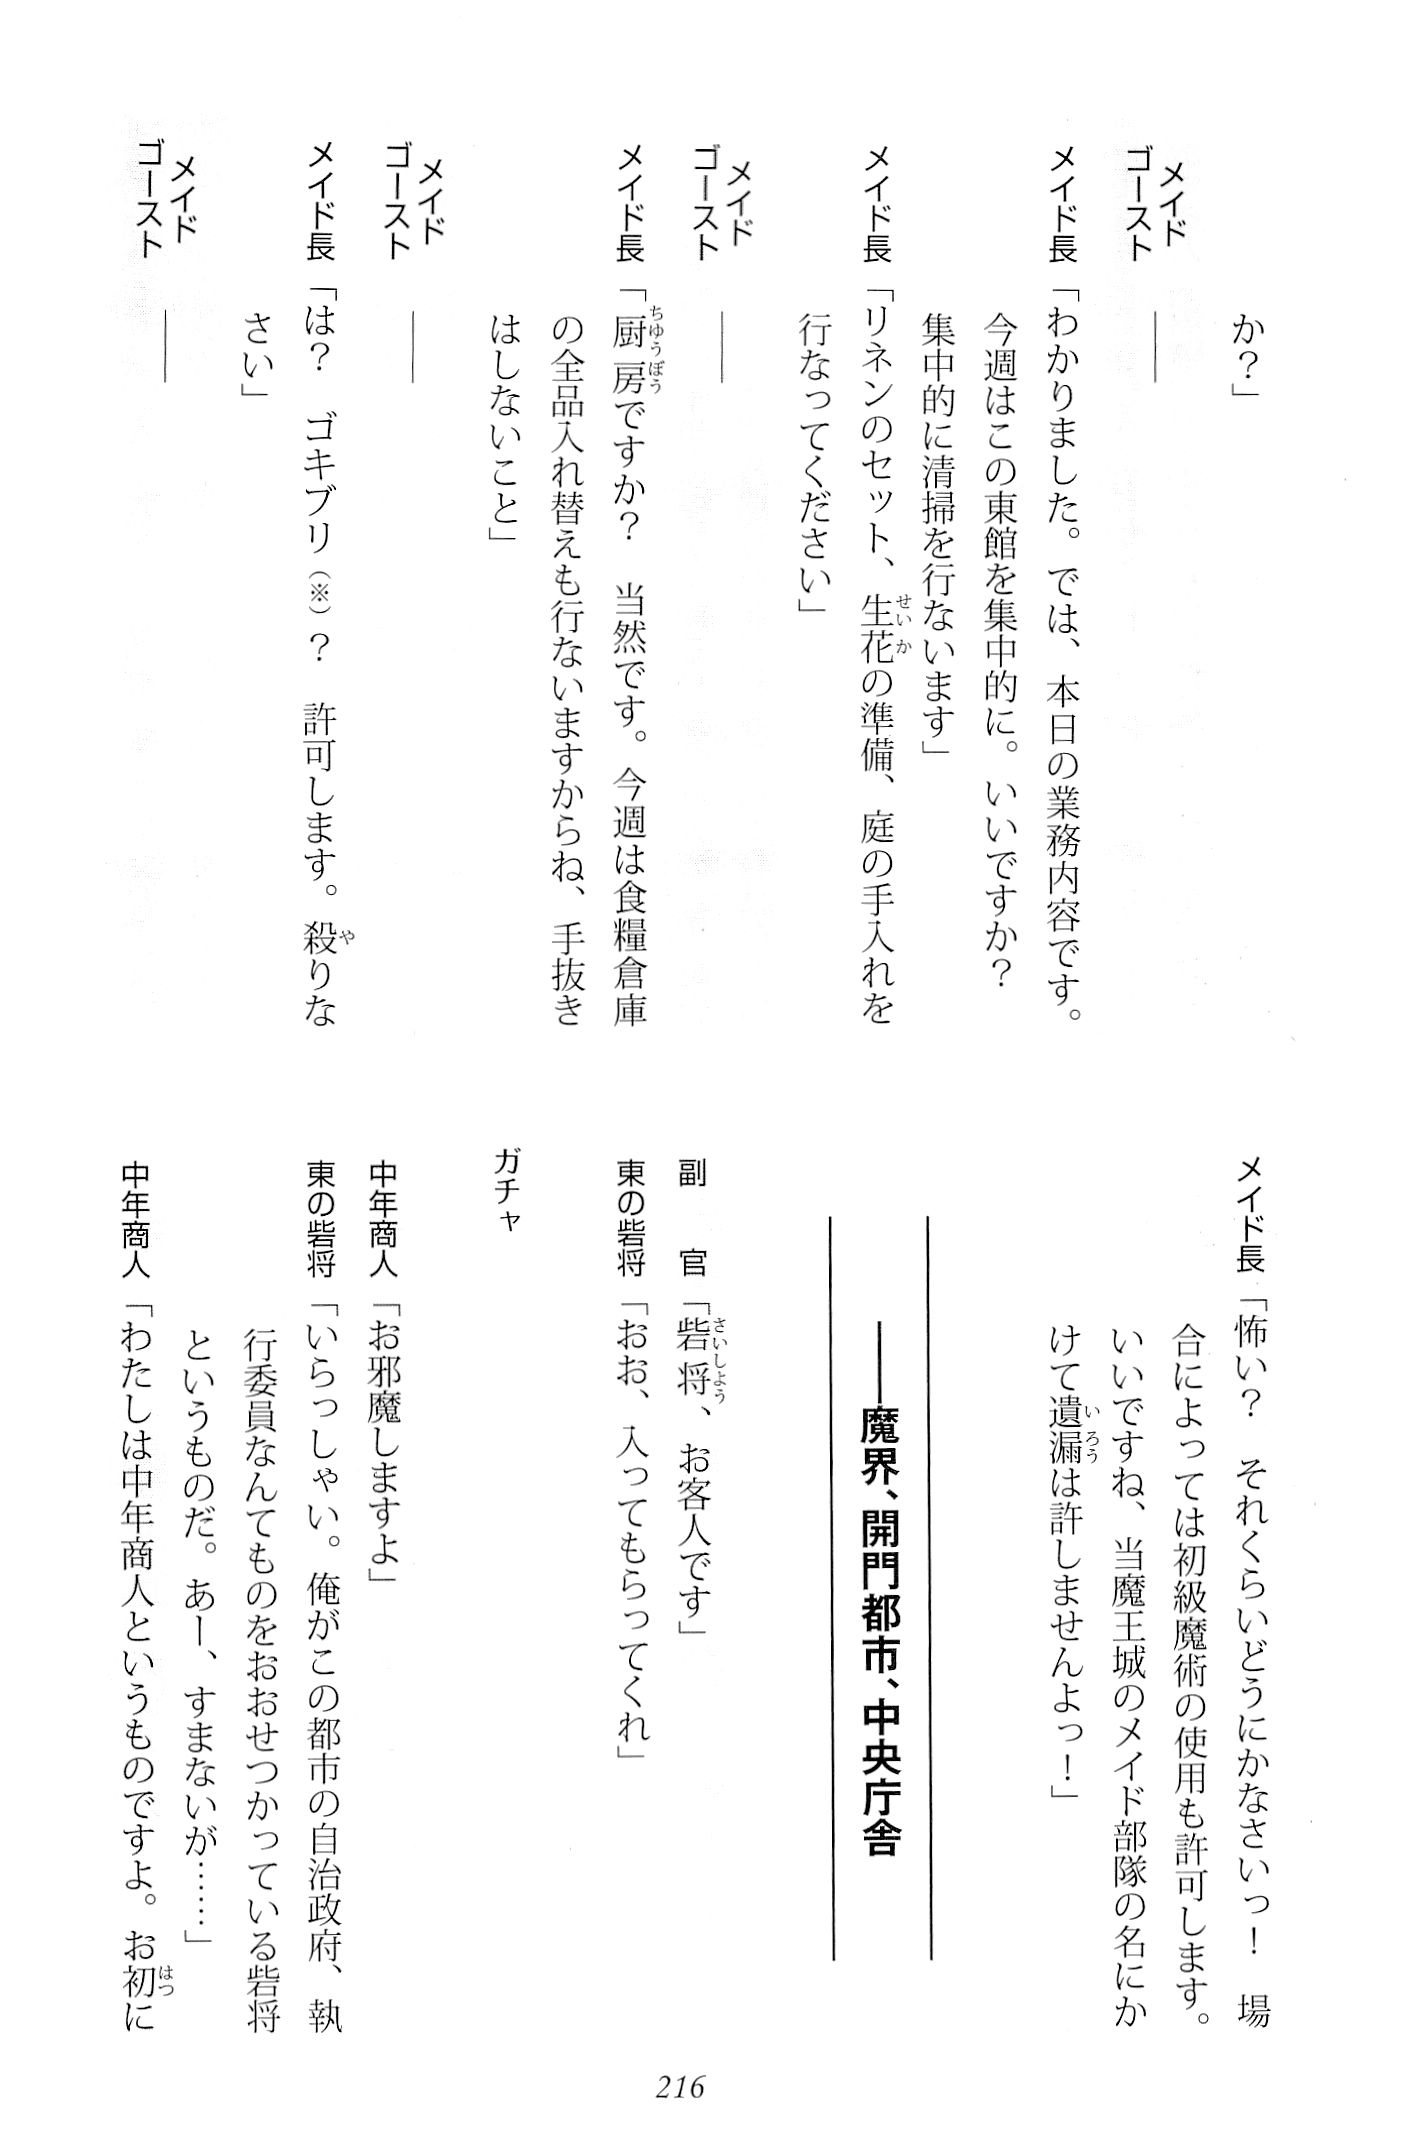 か？」
メイド
ゴースト　――
メイド長「わかりました。では、本日の業務内容です。
今週はこの東館を集中的に。いいですか？
集中的に清掃を行ないます」
メイド長「リネンのセット、生花の準備、庭の手入れを
行なってください」
メイド
ゴースト　――
メイド長「厨房ですか？　当然です。今週は食糧倉庫
の全品入れ替えも行ないますからね、手抜き
はしないこと」
メイド
ゴースト　――
メイド長「は？　ゴキブリ（※）？　許可します。殺りな
さい」
メイド
ゴースト　――
メイド長「怖い？　それくらいどうにかなさいっ！　場
合によっては初級魔術の使用も許可します。
いいですね、当魔王城のメイド部隊の名にか
けて遺漏は許しませんよっ！」
――魔界、開門都市、中央庁舎
副　官「砦将、お客人です」
東の砦将「おお、入ってもらってくれ」
ガチャ
中年商人「お邪魔しますよ」
東の砦将「いらっしゃい。俺がこの都市の自治政府、執
行委員なんてものをおおせつかっている砦将
というものだ。あー、すまないが……」
中年商人「わたしは中年商人というものですよ。お初に
216